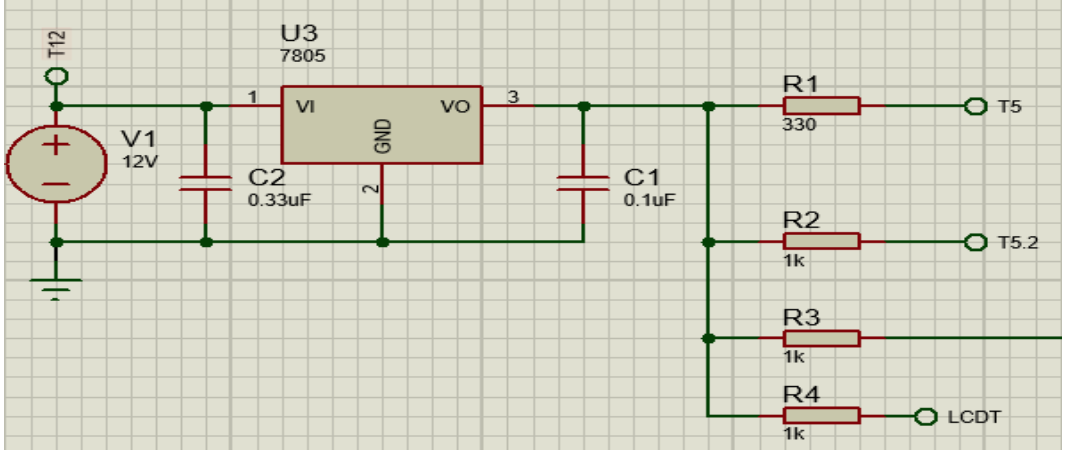 T12
U3
7805
1
VI
VO
3
GND
2
V1
12V
C2
0.33uF
C1
0.1uF
R1
330
T5
R2
1k
T5.2
R3
1k
R4
1k
LCDT